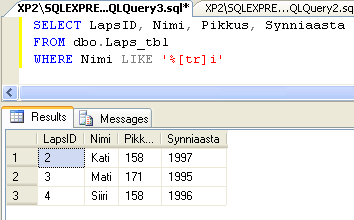 XP2\SQLEXPRE...QLQuery3.sql* XP2\SQLEXPRE...QLQuery2.sq
SELECT LapsID, Nimi, Pikkus, Synniaasta
FROM dbo.Laps_tbl
WHERE Nimi LIKE '%[tr]i'
Results Messages
LapsID Nimi Pikk... Synniaasta
1 2 Kati 158 1997
2 3 Mati 171 1995
3 4 Siiri 158 1996